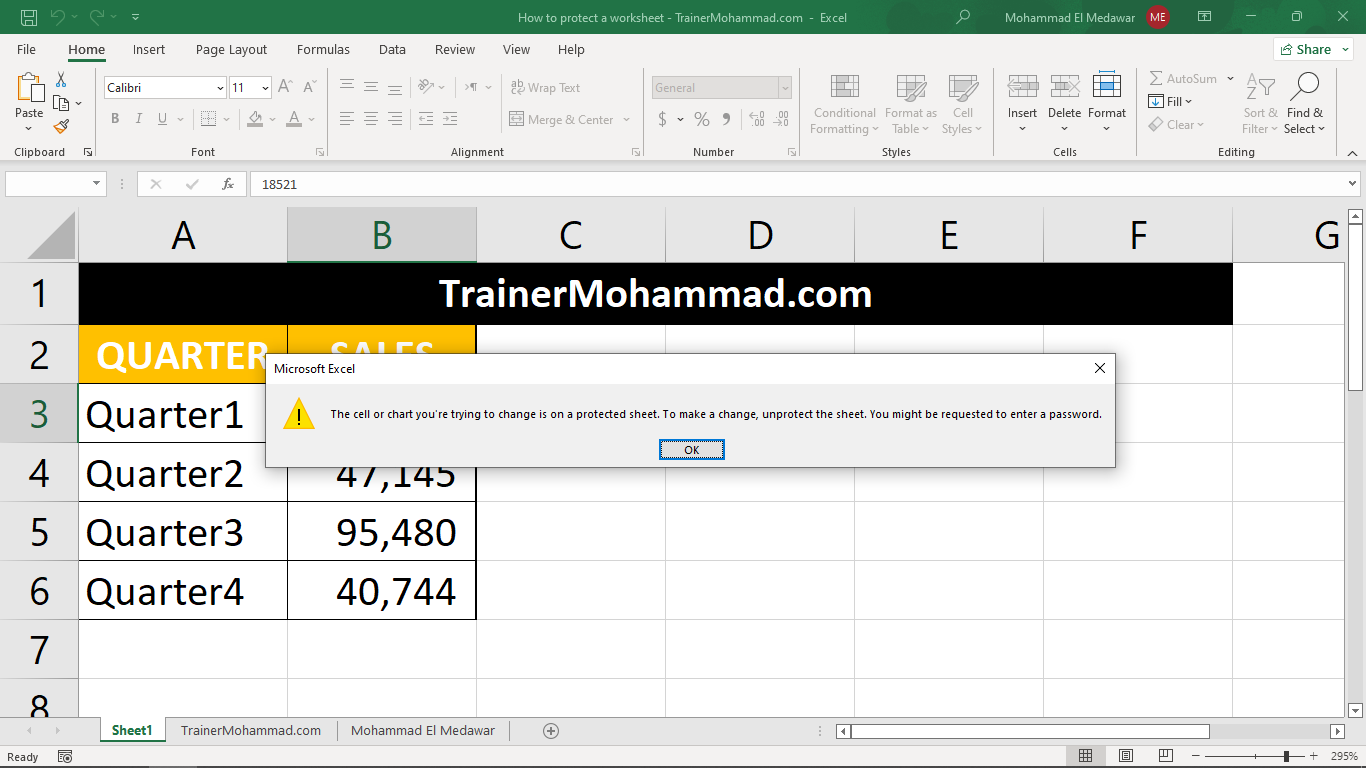 How to protect a worksheet - TrainerMohammad.com - Excel
Mohammad El Medawar
ME
File Home Insert Page Layout Formulas Data Review View Help
Share
Paste
Calibri
11
Wrap Text
Merge & Center
General
Conditional Formatting
Format as Table
Cell Styles
Insert
Delete
Format
AutoSum
Fill
Clear
Sort & Filter
Find & Select
Clipboard
Font
Alignment
Number
Styles
Cells
Editing
fx
18521
A B C D E F G
1
TrainerMohammad.com
2
QUARTER SALES
Microsoft Excel
The cell or chart you're trying to change is on a protected sheet. To make a change, unprotect the sheet. You might be requested to enter a password.
OK
3 Quarter1
4 Quarter2 47,145
5 Quarter3 95,480
6 Quarter4 40,744
7
8
Sheet1 TrainerMohammad.com Mohammad El Medawar
Ready
295%